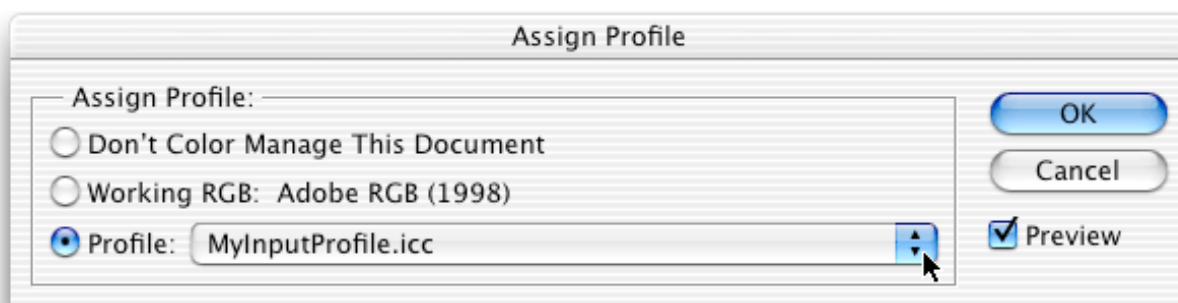 Assign Profile
Assign Profile:
Don't Color Manage This Document
Working RGB: Adobe RGB (1998)
Profile: MyInputProfile.icc
OK
Cancel
Preview